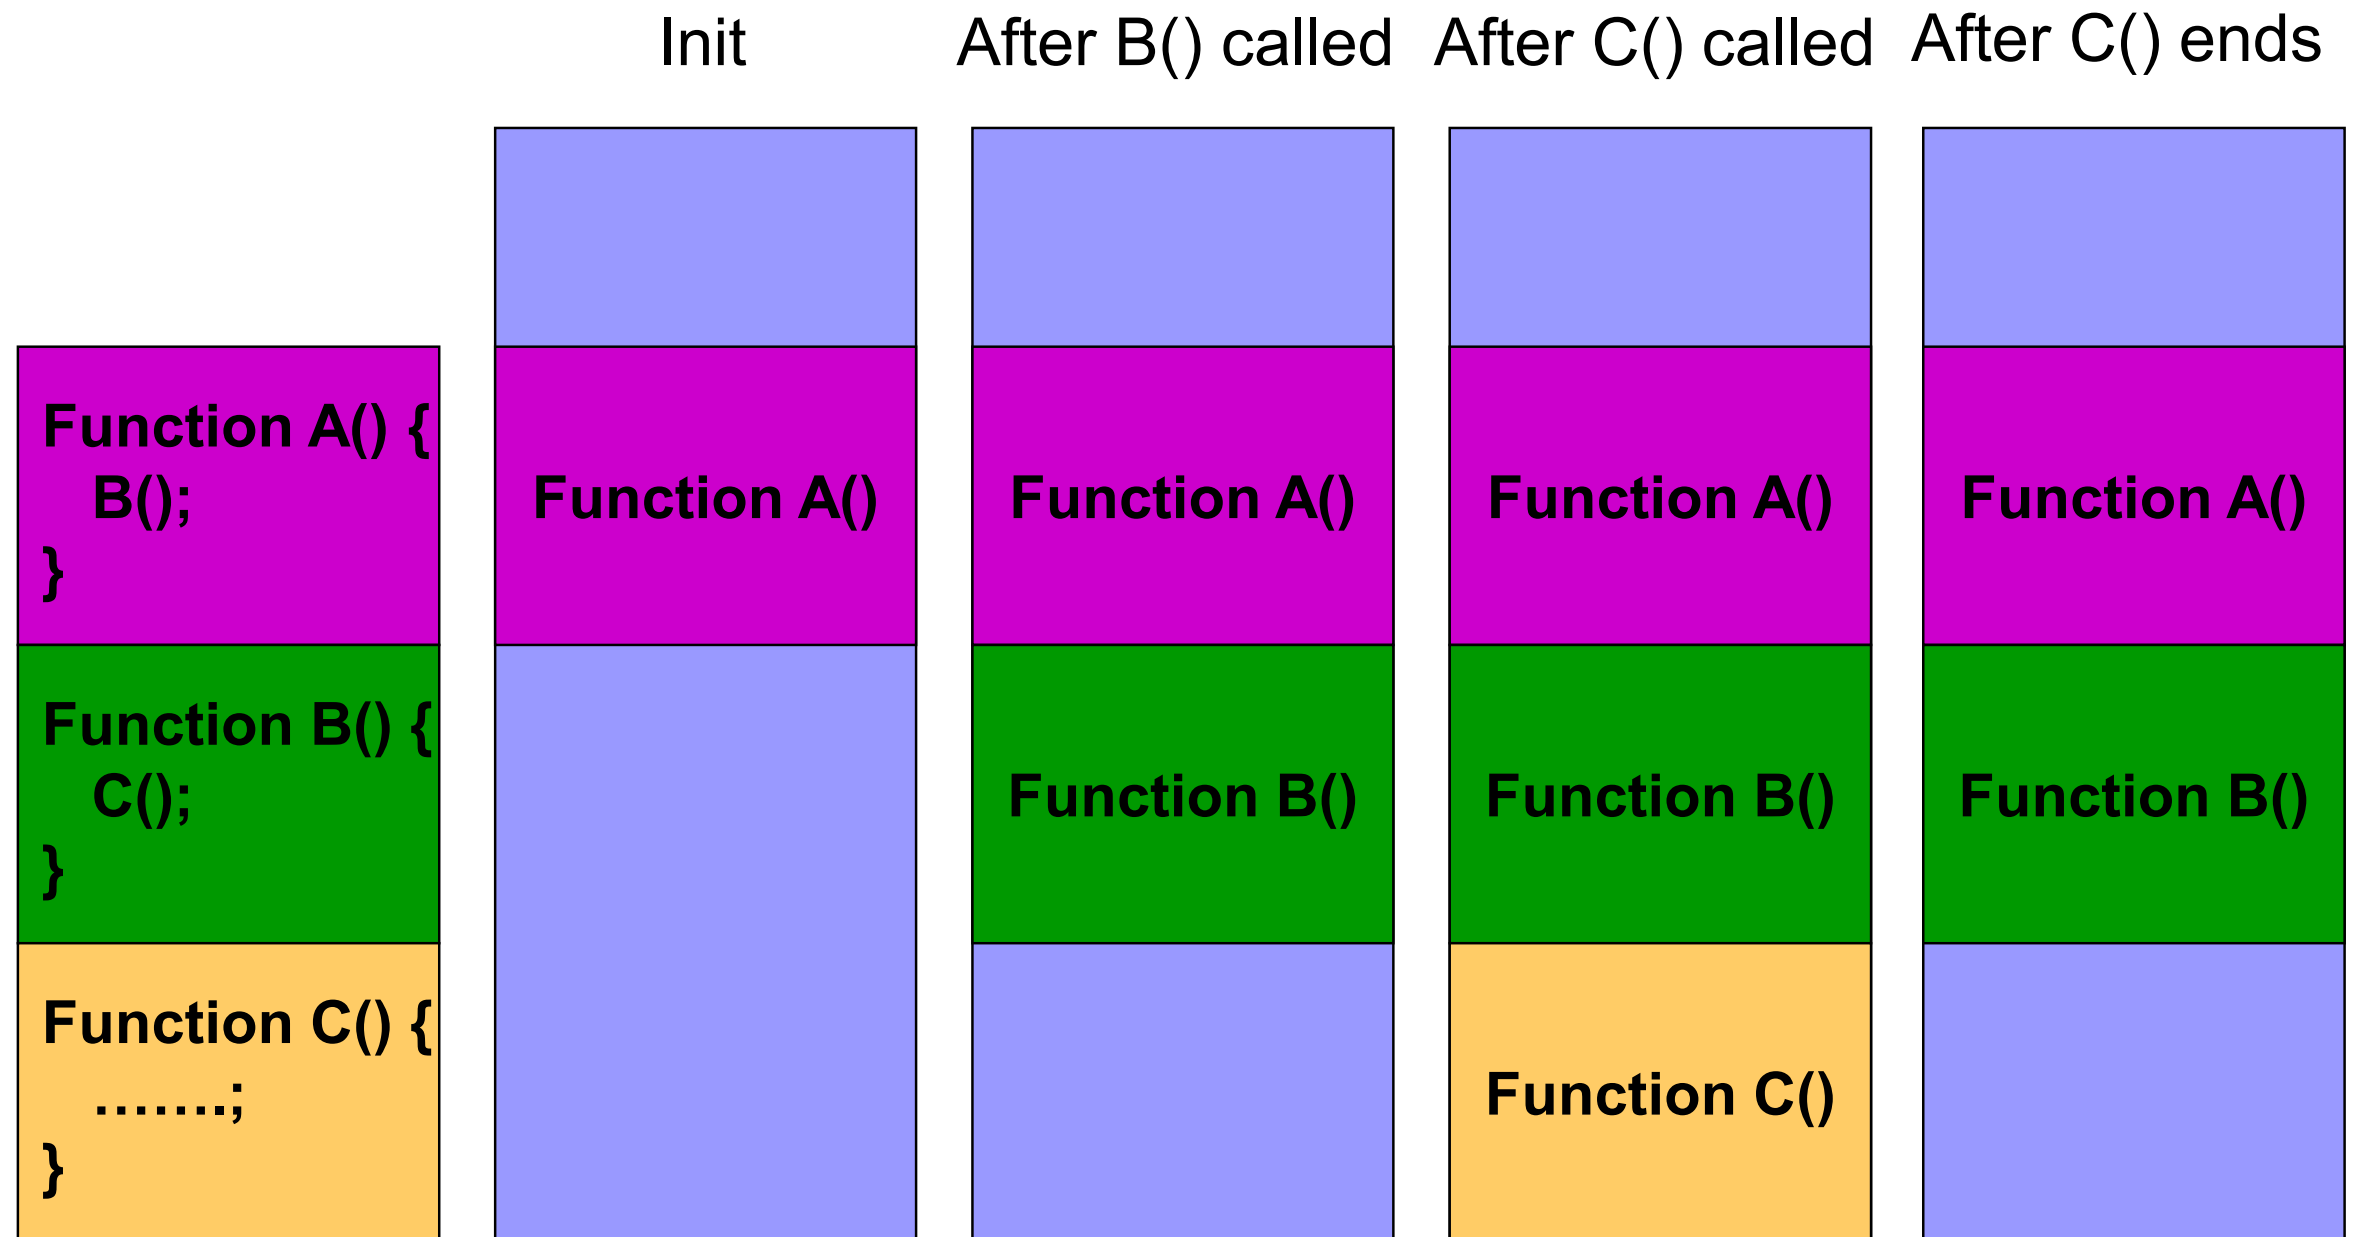 Init
After B() called
After C() called
After C() ends
Function A() {
B();
}
Function B() {
C();
}
Function C() {
…….;
}
Function A()
Function A()
Function B()
Function A()
Function B()
Function C()
Function A()
Function B()